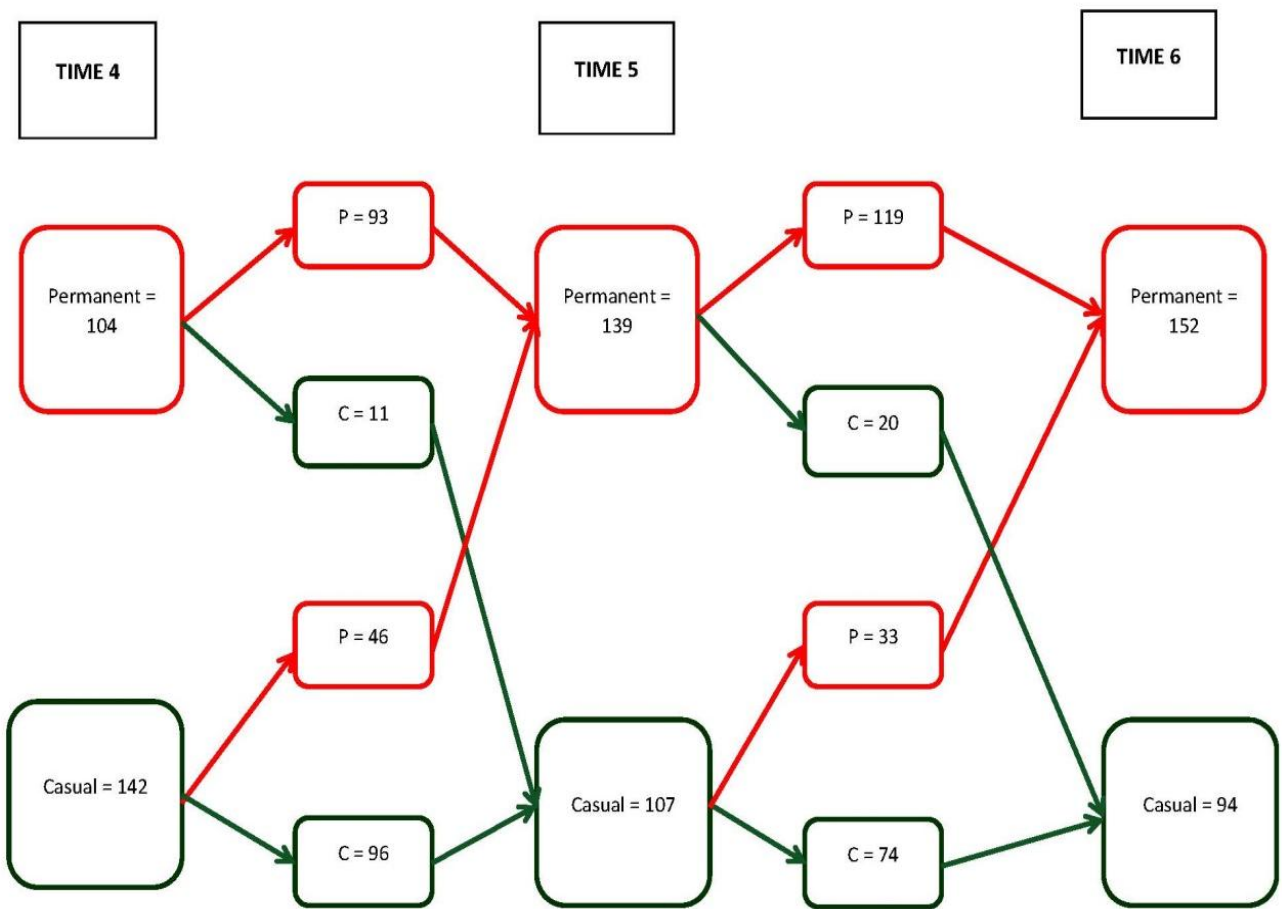 TIME 4
TIME 5
TIME 6
P = 93
P = 119
Permanent =
104
Permanent =
139
Permanent =
152
C = 11
C = 20
P = 46
P = 33
Casual = 142
Casual = 107
Casual = 94
C = 96
C = 74